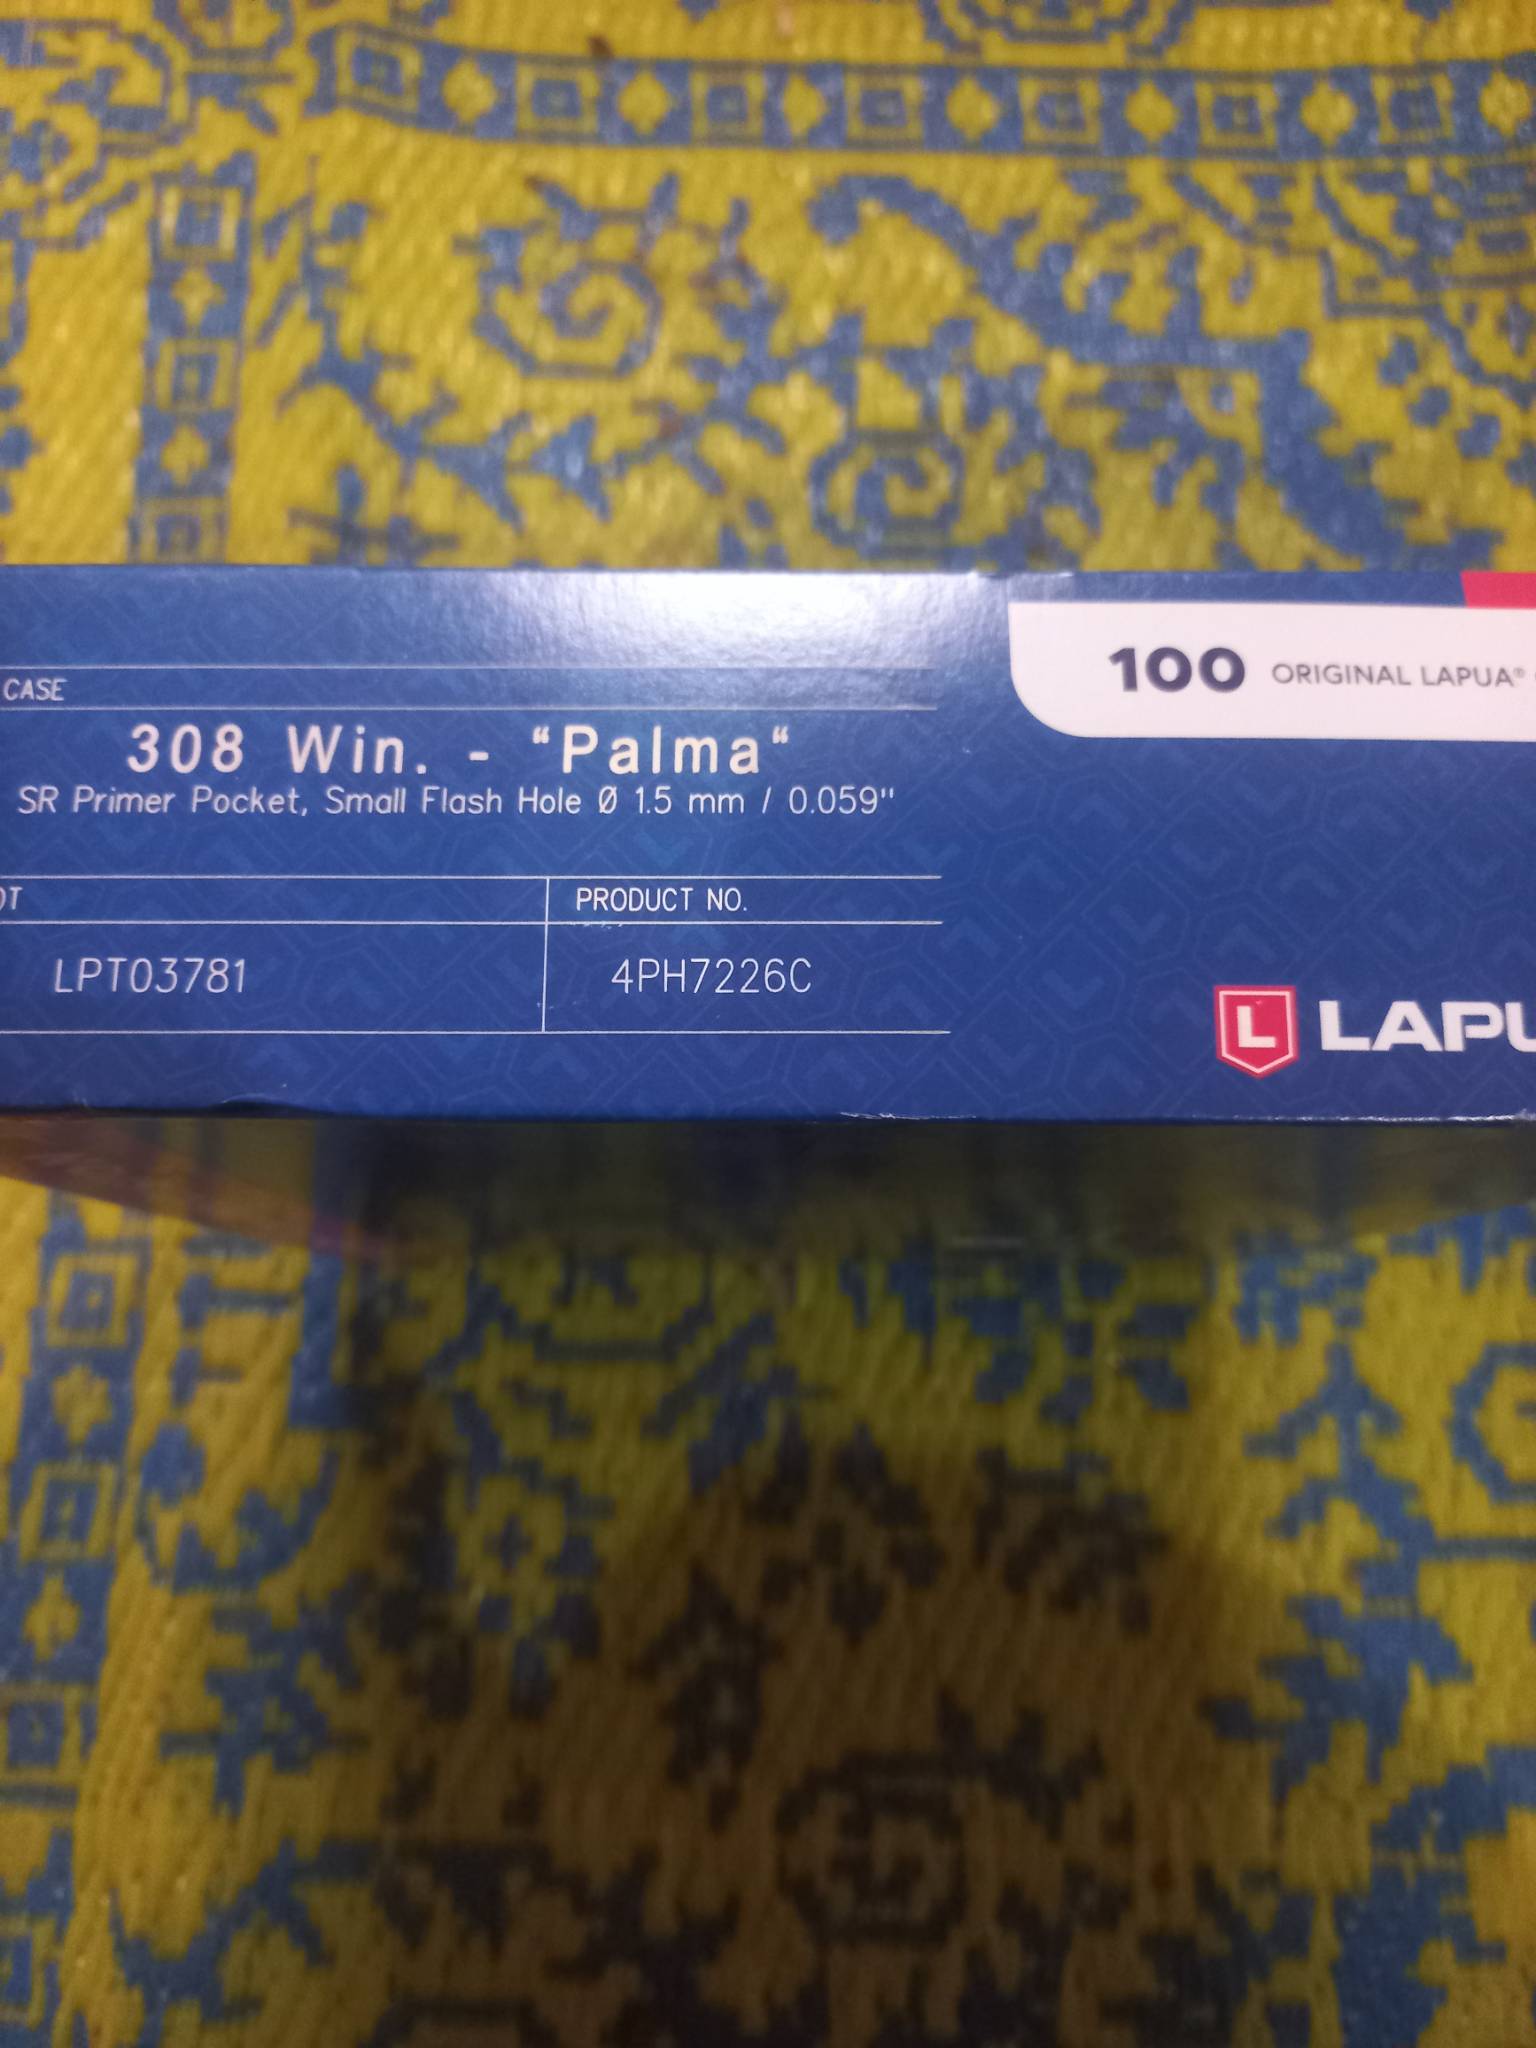 100 ORIGINAL LAPUA®
CASE
308 Win. - “Palma“
SR Primer Pocket, Small Flash Hole Ø 1.5 mm / 0.059"
PRODUCT NO.
LPT03781
4PH7226C
L LAPU